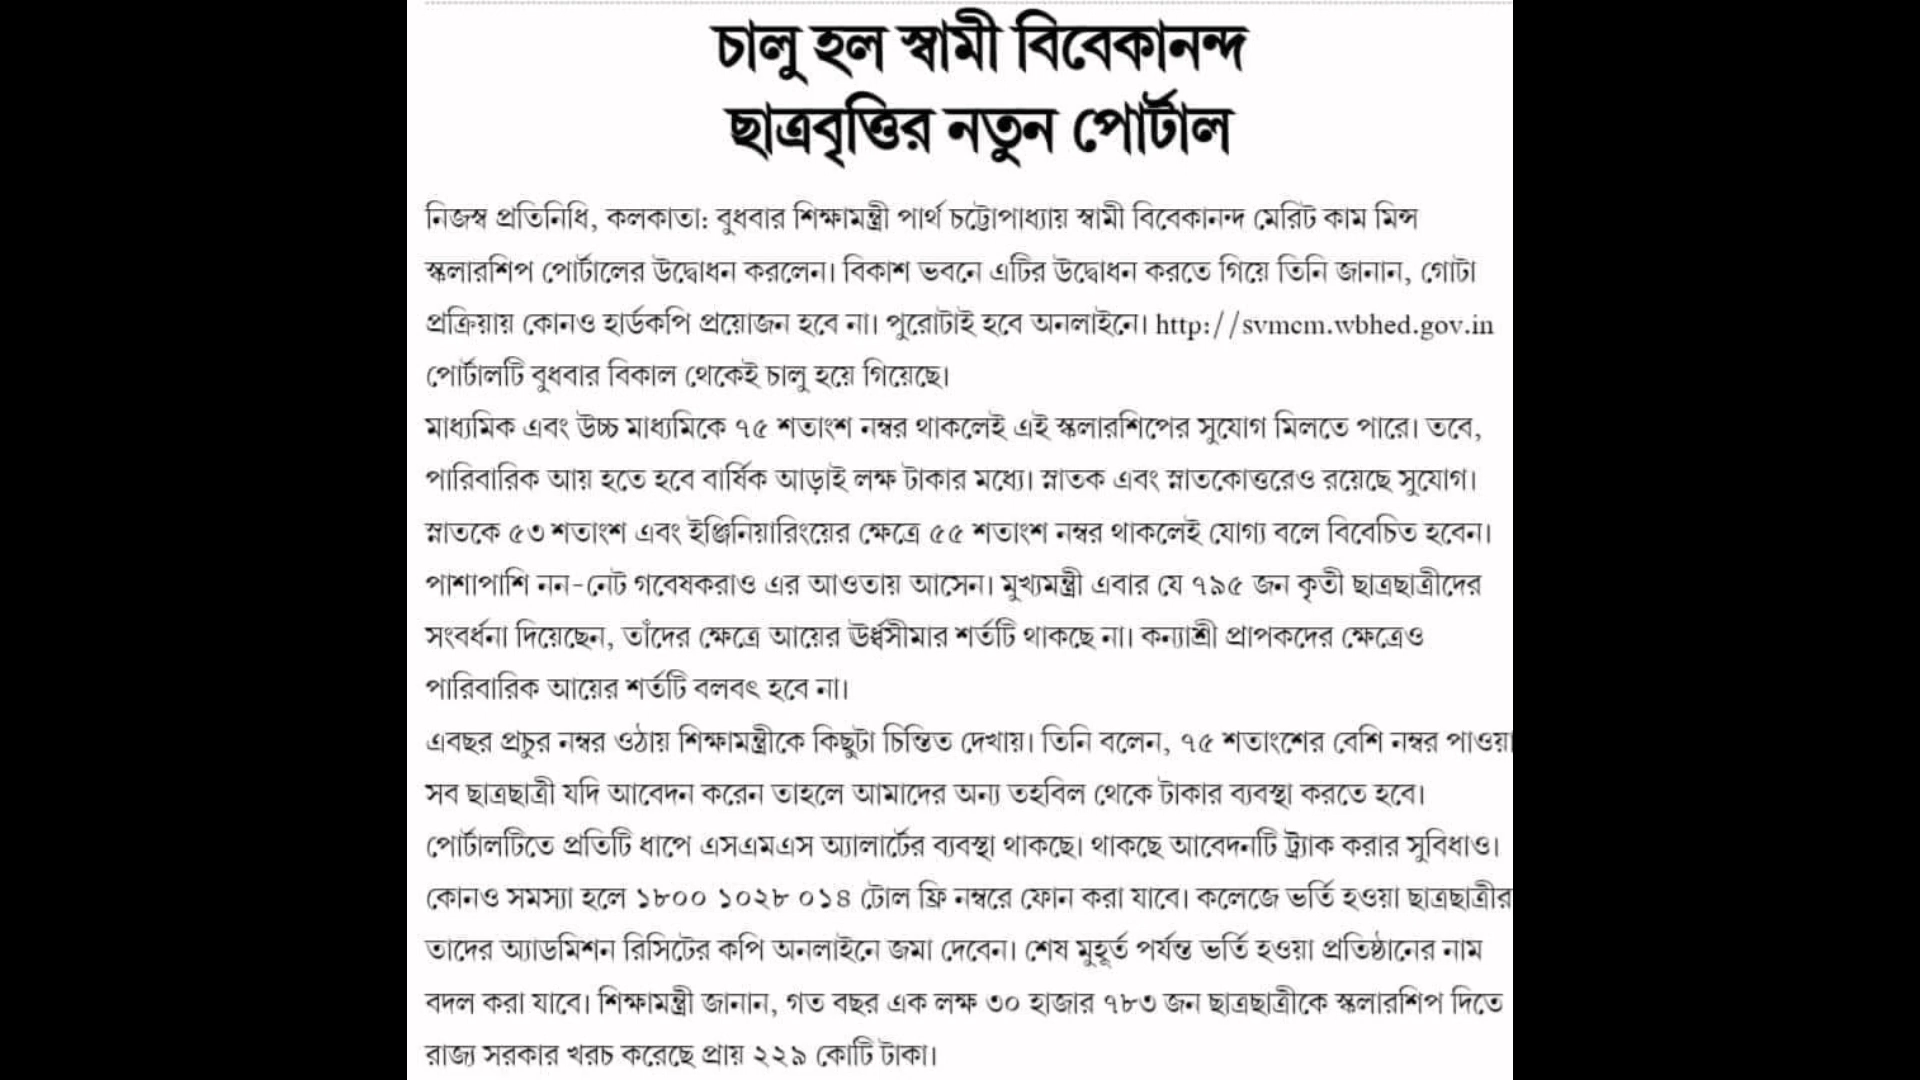 চালু হল স্বামী বিবেকানন্দ
ছাত্রবৃত্তির নতুন পোর্টাল
নিজস্ব প্রতিনিধি, কলকাতা: বুধবার শিক্ষামন্ত্রী পার্থ চট্টোপাধ্যায় স্বামী বিবেকানন্দ মেরিট কাম মিন্স
স্কলারশিপ পোর্টালের উদ্বোধন করলেন। বিকাশ ভবনে এটির উদ্বোধন করতে গিয়ে তিনি জানান, গোটা
প্রক্রিয়ায় কোনও হার্ডকপি প্রয়োজন হবে না। পুরোটাই হবে অনলাইনে। http://svmcm.wbhed.gov.in
পোর্টালটি বুধবার বিকাল থেকেই চালু হয়ে গিয়েছে।
মাধ্যমিক এবং উচ্চ মাধ্যমিকে ৭৫ শতাংশ নম্বর থাকলেই এই স্কলারশিপের সুযোগ মিলতে পারে। তবে,
পারিবারিক আয় হতে হবে বার্ষিক আড়াই লক্ষ টাকার মধ্যে। স্নাতক এবং স্নাতকোত্তরেও রয়েছে সুযোগ।
স্নাতকে ৫৩ শতাংশ এবং ইঞ্জিনিয়ারিংয়ের ক্ষেত্রে ৫৫ শতাংশ নম্বর থাকলেই যোগ্য বলে বিবেচিত হবেন।
পাশাপাশি নন-নেট গবেষকরাও এর আওতায় আসেন। মুখ্যমন্ত্রী এবার যে ৭৯৫ জন কৃতী ছাত্রছাত্রীদের
সংবর্ধনা দিয়েছেন, তাঁদের ক্ষেত্রে আয়ের ঊর্ধ্বসীমার শর্তটি থাকছে না। কন্যাশ্রী প্রাপকদের ক্ষেত্রেও
পারিবারিক আয়ের শর্তটি বলবৎ হবে না।
এবছর প্রচুর নম্বর ওঠায় শিক্ষামন্ত্রীকে কিছুটা চিন্তিত দেখায়। তিনি বলেন, ৭৫ শতাংশের বেশি নম্বর পাওয়া
সব ছাত্রছাত্রী যদি আবেদন করেন তাহলে আমাদের অন্য তহবিল থেকে টাকার ব্যবস্থা করতে হবে।
পোর্টালটিতে প্রতিটি ধাপে এসএমএস অ্যালার্টের ব্যবস্থা থাকছে। থাকছে আবেদনটি ট্র্যাক করার সুবিধাও।
কোনও সমস্যা হলে ১৮০০ ১০২৮ ০১৪ টোল ফ্রি নম্বরে ফোন করা যাবে। কলেজে ভর্তি হওয়া ছাত্রছাত্রীর
তাদের অ্যাডমিশন রিসিটের কপি অনলাইনে জমা দেবেন। শেষ মুহূর্ত পর্যন্ত ভর্তি হওয়া প্রতিষ্ঠানের নাম
বদল করা যাবে। শিক্ষামন্ত্রী জানান, গত বছর এক লক্ষ ৩০ হাজার ৭৮৩ জন ছাত্রছাত্রীকে স্কলারশিপ দিতে
রাজ্য সরকার খরচ করেছে প্রায় ২২৯ কোটি টাকা।